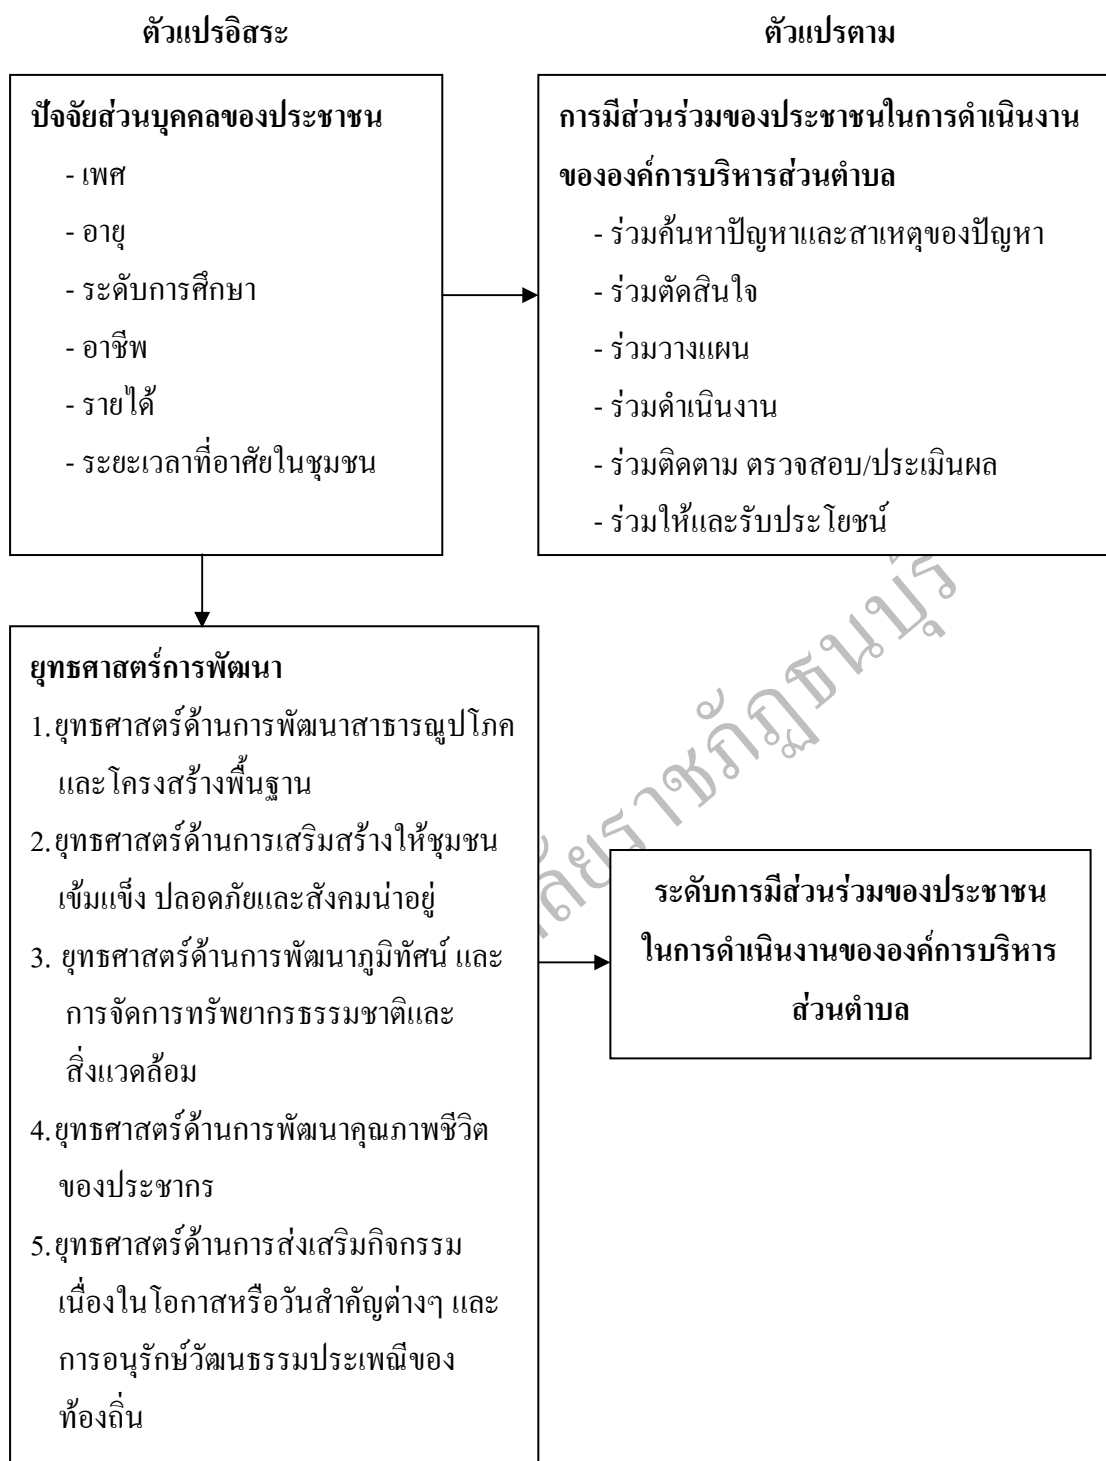 ตัวแปรอิสระ
ตัวแปรตาม
ปัจจัยส่วนบุคคลของประชาชน
- เพศ
- อายุ
- ระดับการศึกษา
- อาชีพ
- รายได้
- ระยะเวลาที่อาศัยในชุมชน
การมีส่วนร่วมของประชาชนในการดำเนินงาน
ขององค์การบริหารส่วนตำบล
- ร่วมค้นหาปัญหาและสาเหตุของปัญหา
- ร่วมตัดสินใจ
- ร่วมวางแผน
- ร่วมดำเนินงาน
- ร่วมติดตาม ตรวจสอบ/ประเมินผล
- ร่วมให้และรับประโยชน์
ยุทธศาสตร์การพัฒนา
1. ยุทธศาสตร์ด้านการพัฒนาสาธารณูปโภค
และโครงสร้างพื้นฐาน
2. ยุทธศาสตร์ด้านการเสริมสร้างให้ชุมชน
เข้มแข็ง ปลอดภัยและสังคมน่าอยู่
3. ยุทธศาสตร์ด้านการพัฒนาภูมิทัศน์ และ
การจัดการทรัพยากรธรรมชาติและ
สิ่งแวดล้อม
4. ยุทธศาสตร์ด้านการพัฒนาคุณภาพชีวิต
ของประชากร
5. ยุทธศาสตร์ด้านการส่งเสริมกิจกรรม
เนื่องในโอกาสหรือวันสำคัญต่างๆ และ
การอนุรักษ์วัฒนธรรมประเพณีของ
ท้องถิ่น
ระดับการมีส่วนร่วมของประชาชน
ในการดำเนินงานขององค์การบริหาร
ส่วนตำบล
ลัยราชภัฏธนบุรี